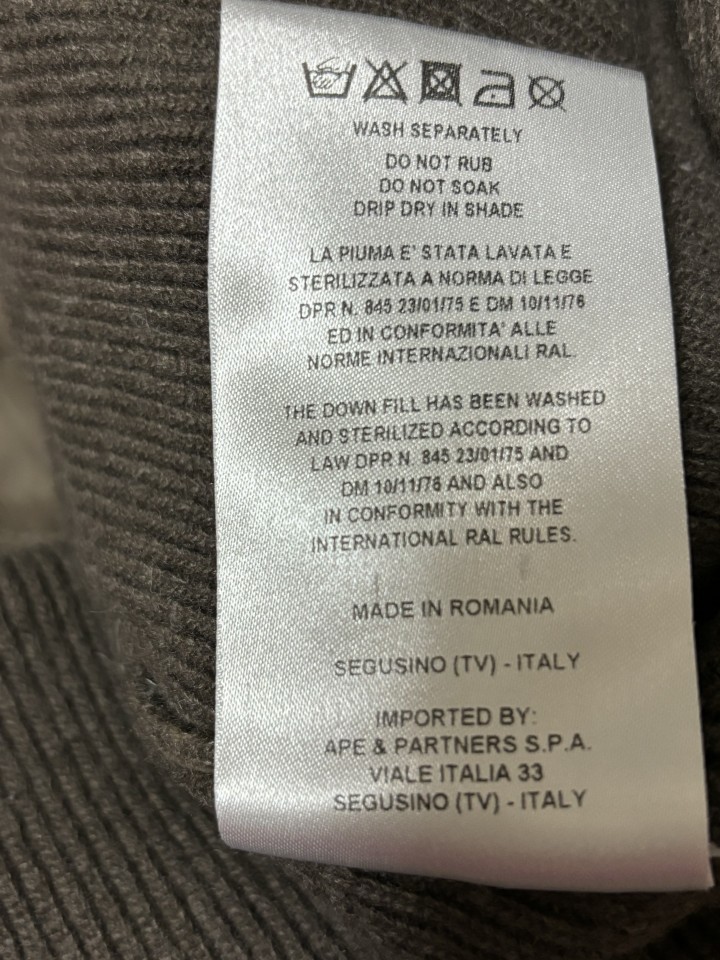 WASH SEPARATELY
DO NOT RUB
DO NOT SOAK
DRIP DRY IN SHADE
LA PIUMA E' STATA LAVATA E
STERILIZZATA A NORMA DI LEGGE
DPR N. 845 23/01/75 E DM 10/11/76
ED IN CONFORMITA' ALLE
NORME INTERNAZIONALI RAL.
THE DOWN FILL HAS BEEN WASHED
AND STERILIZED ACCORDING TO
LAW DPR N. 845 23/01/75 AND
DM 10/11/76 AND ALSO
IN CONFORMITY WITH THE
INTERNATIONAL RAL RULES.
MADE IN ROMANIA
SEGUSINO (TV) - ITALY
IMPORTED BY:
APE & PARTNERS S.P.A.
VIALE ITALIA 33
SEGUSINO (TV) - ITALY